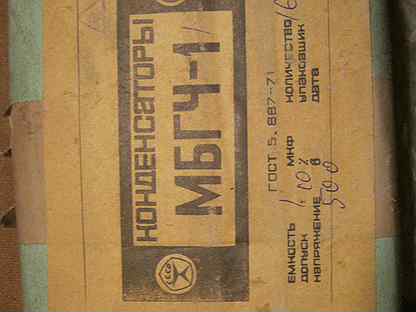 КОНДЕНСАТОРЫ
МБГЧ-1
ГОСТ 5.887-71
ЕМКОСТЬ 1 МКФ
ДОПУСК 10%
НАПРЯЖЕНИЕ 500 В
КОЛИЧЕСТВО
УПАКОВЩИК
ДАТА